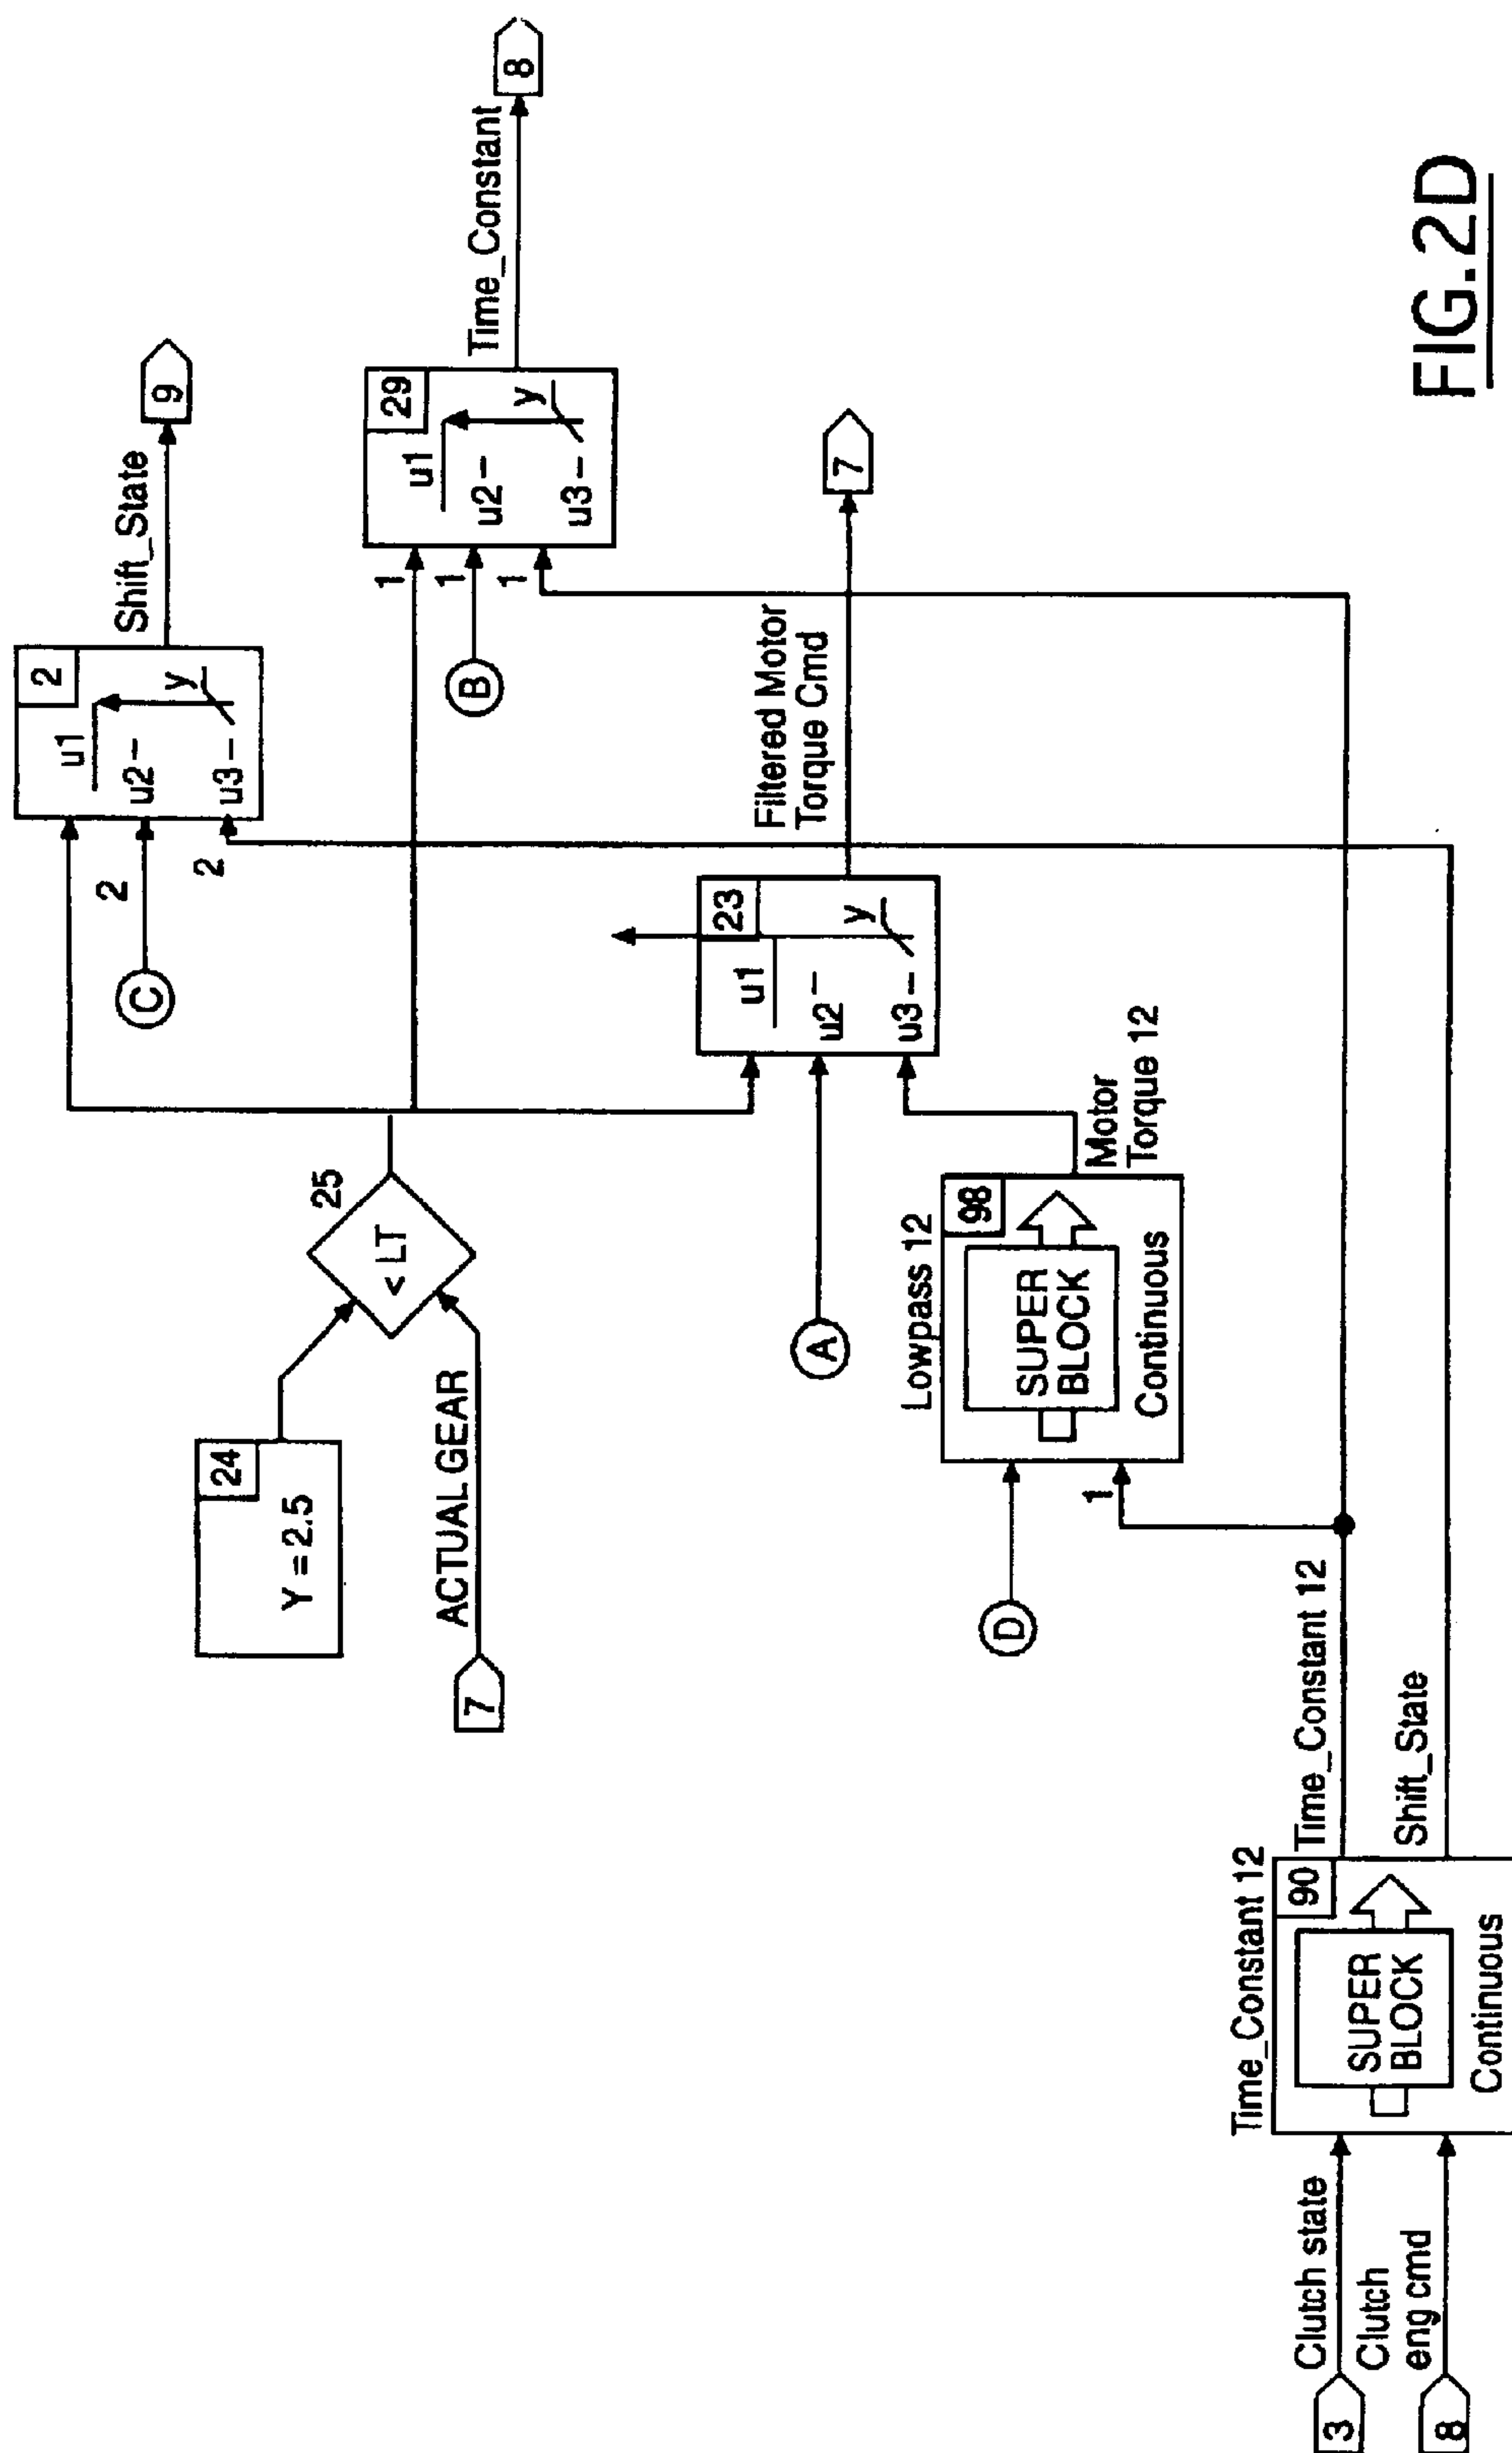 2
u1
u2
u3
y
Shift_State
9
C
2
2
29
u1
u2
u3
y
1
1
1
B
Time_Constant
8
24
Y = 2.5
7
ACTUAL GEAR
25
< LT
23
u1
u2
u3
y
A
Filtered Motor
Torque Cmd
7
Lowpass 12
98
SUPER
BLOCK
Continuous
D
1
Motor
Torque 12
Time_Constant 12
90
SUPER
BLOCK
Continuous
3
Clutch state
8
Clutch
eng cmd
Time_Constant 12
Shift_State
FIG.2D